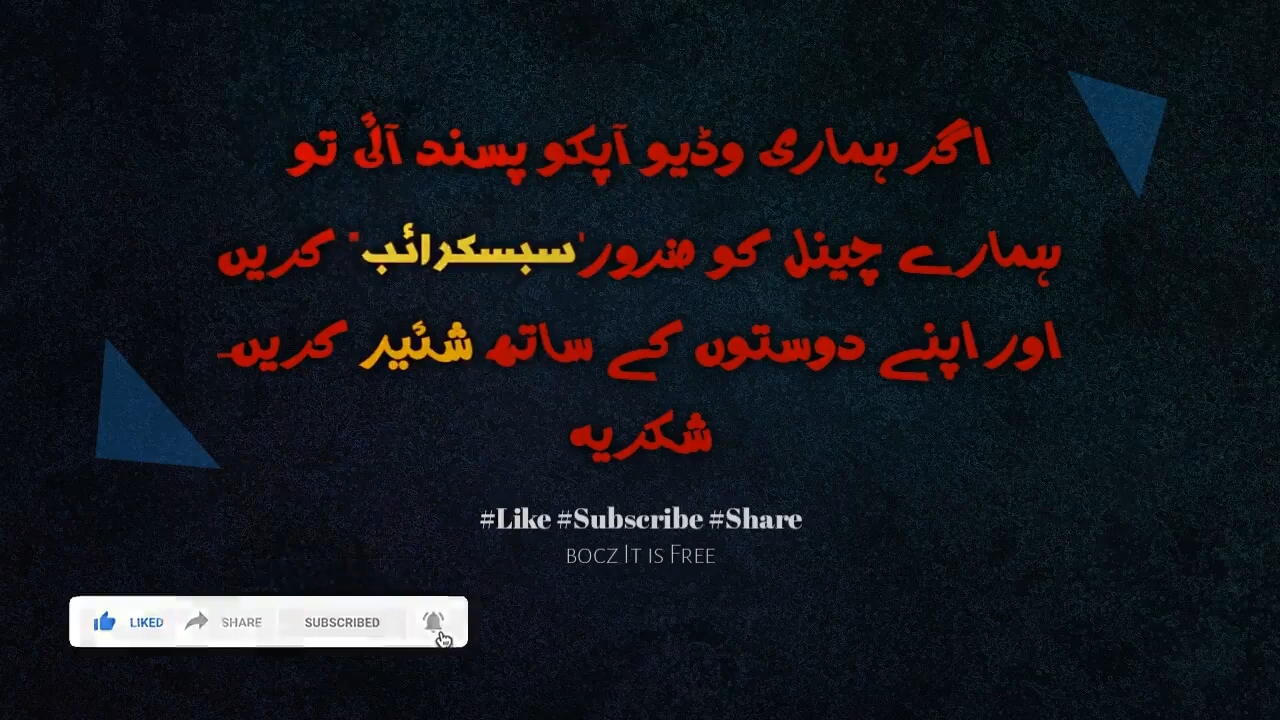 اگر ہماری وڈیو آپکو پسند آئی تو
ہمارے چینل کو ضرور"سبسکرائب" کریں
اور اپنے دوستوں کے ساتھ شئیر کریں۔
شکریہ
#Like #Subscribe #Share
bocz It is Free
LIKED SHARE SUBSCRIBED